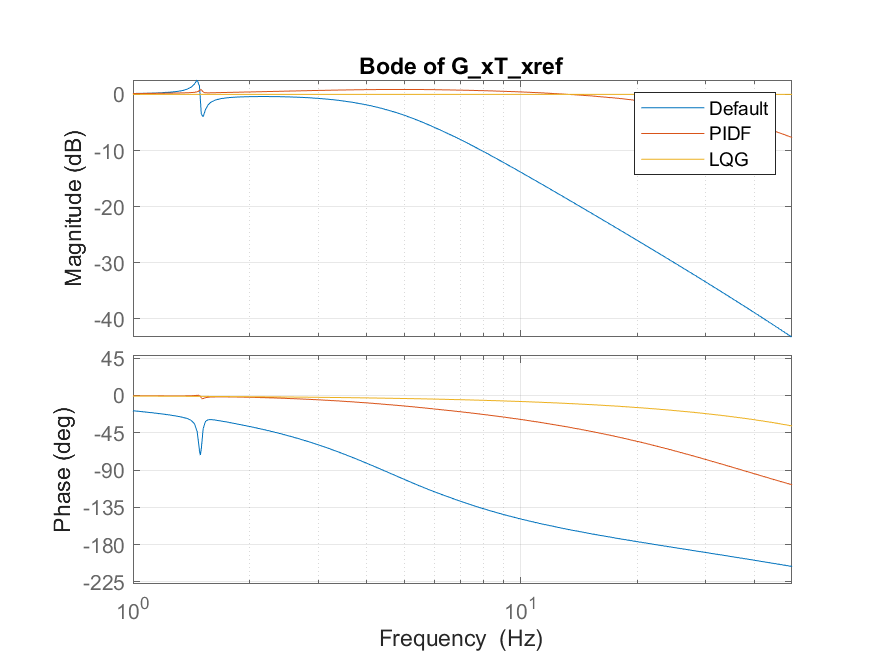 Bode of G_xT_xref
Magnitude (dB)
0
-10
-20
-30
-40
Default
PIDF
LQG
Phase (deg)
45
0
-45
-90
-135
-180
-225
10^0
10^1
Frequency (Hz)